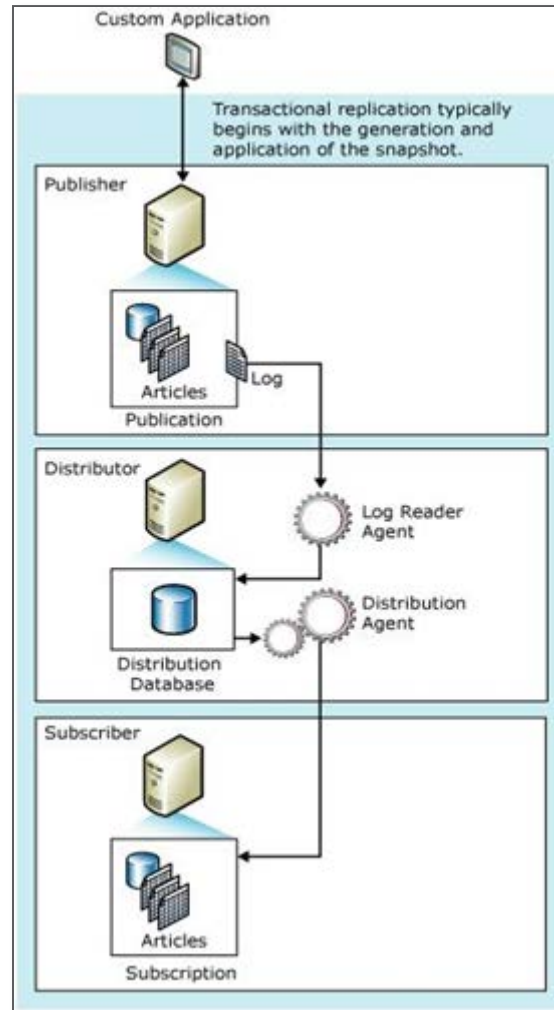 Custom Application
Transactional replication typically
begins with the generation and
application of the snapshot.
Publisher
Articles
Log
Publication
Distributor
Log Reader
Agent
Distribution
Agent
Distribution
Database
Subscriber
Articles
Subscription